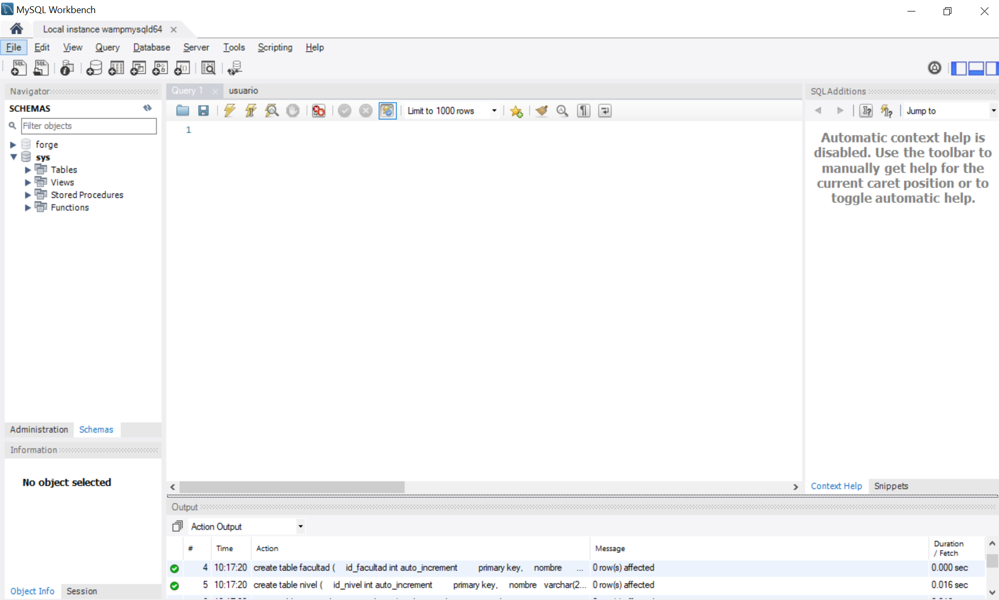 MySQL Workbench
Local instance wampmysqld64
File Edit View Query Database Server Tools Scripting Help
SQL SQL
Navigator
SCHEMAS
Filter objects
forge
sys
Tables
Views
Stored Procedures
Functions
Administration Schemas
Information
No object selected
Object Info Session
Query 1 usuario
Limit to 1000 rows
1
SQLAdditions
Jump to
Automatic context help is
disabled. Use the toolbar to
manually get help for the
current caret position or to
toggle automatic help.
Context Help Snippets
Output
Action Output
# Time Action Message Duration / Fetch
4 10:17:20 create table facultad ( id_facultad int auto_increment primary key, nombre ... 0 row(s) affected 0.000 sec
5 10:17:20 create table nivel ( id_nivel int auto_increment primary key, nombre varchar(2... 0 row(s) affected 0.016 sec